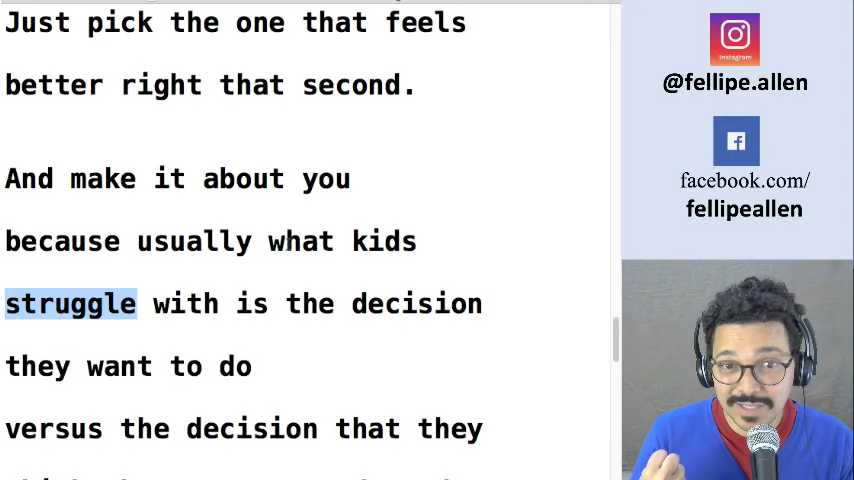 Just pick the one that feels
better right that second.
And make it about you
because usually what kids
struggle with is the decision
they want to do
versus the decision that they
Instagram
@fellipe.allen
facebook.com/
fellipeallen